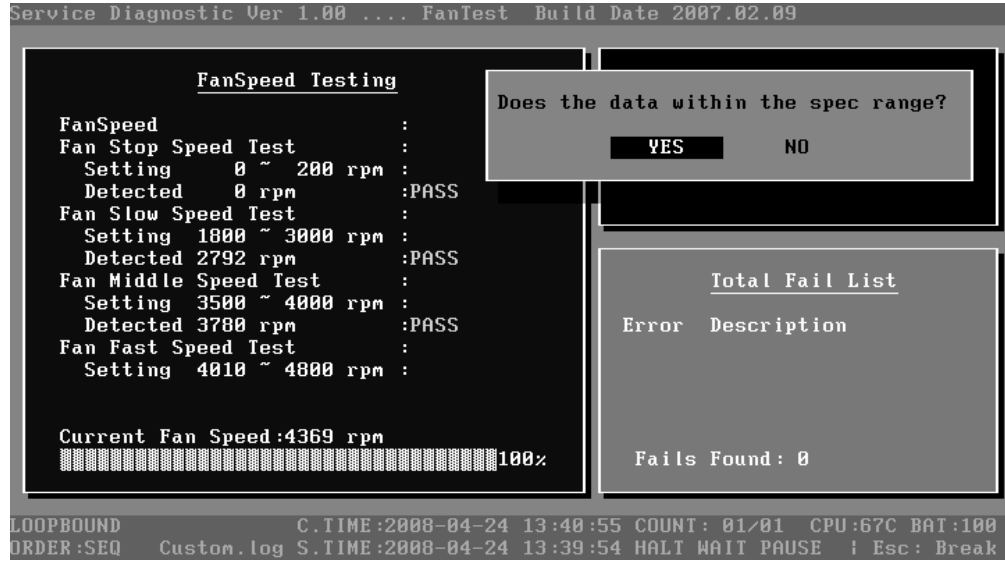 Service Diagnostic Ver 1.00 .... FanTest Build Date 2007.02.09
FanSpeed Testing
FanSpeed :
Fan Stop Speed Test :
Setting 0 ~ 200 rpm :
Detected 0 rpm :PASS
Fan Slow Speed Test :
Setting 1800 ~ 3000 rpm :
Detected 2792 rpm :PASS
Fan Middle Speed Test :
Setting 3500 ~ 4000 rpm :
Detected 3780 rpm :PASS
Fan Fast Speed Test :
Setting 4010 ~ 4800 rpm :
Current Fan Speed:4369 rpm
100%
Does the data within the spec range?
YES NO
Total Fail List
Error Description
Fails Found: 0
LOOPBOUND C.TIME:2008-04-24 13:40:55 COUNT: 01/01 CPU:67C BAT:100
ORDER:SEQ Custom.log S.TIME:2008-04-24 13:39:54 HALT WAIT PAUSE ¦ Esc: Break